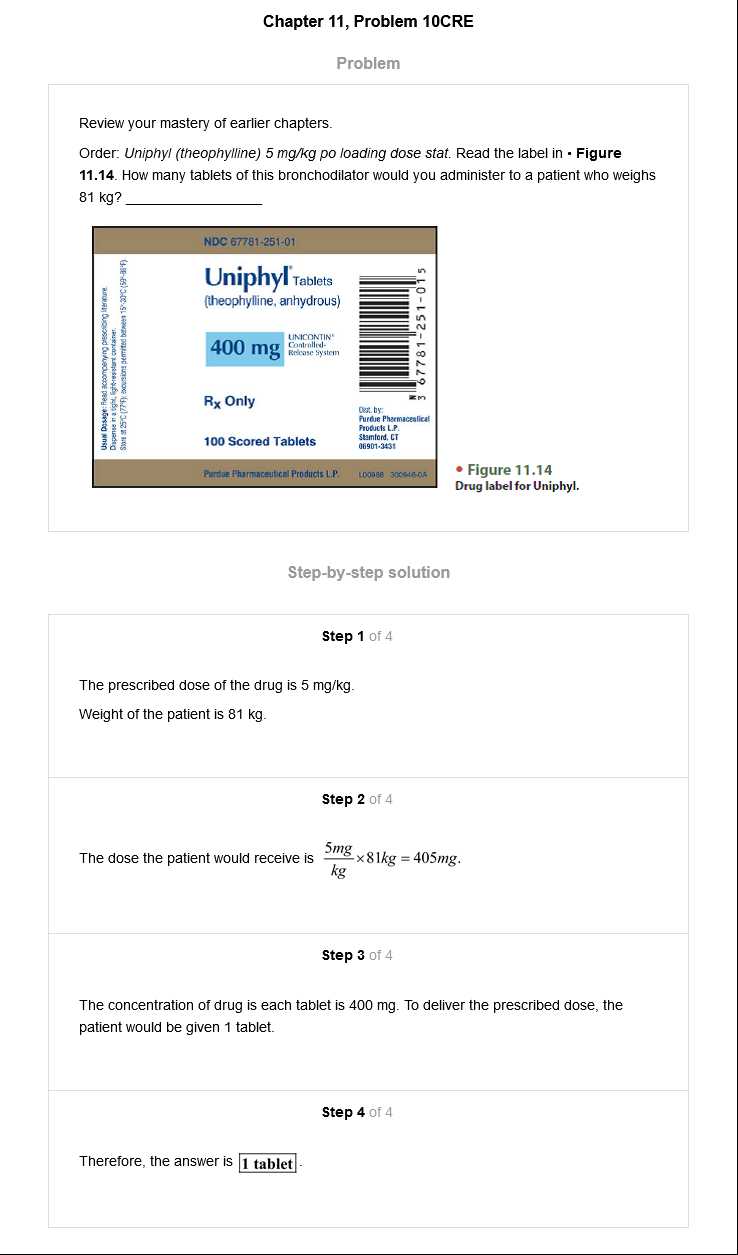 Chapter 11, Problem 10CRE
Problem
Review your mastery of earlier chapters.
Order: Uniphyl (theophylline) 5 mg/kg po loading dose stat. Read the label in • Figure
11.14. How many tablets of this bronchodilator would you administer to a patient who weighs
81 kg? _________________
NDC 67781-251-01
Usual Dosage: Read accompanying prescribing literature.
Dispense in a tight, light-resistant container.
Store at 25°C (77°F); excursions permitted between 15°-30°C (59°-86°F).
Uniphyl® Tablets
(theophylline, anhydrous)
400 mg
UNICONTIN®
Controlled-
Release System
Rx Only
100 Scored Tablets
N
3 67781-251-01 5
Dist. by:
Purdue Pharmaceutical
Products L.P.
Stamford, CT
06901-3431
Purdue Pharmaceutical Products L.P.
• Figure 11.14
Drug label for Uniphyl.
Step-by-step solution
Step 1 of 4
The prescribed dose of the drug is 5 mg/kg.
Weight of the patient is 81 kg.
Step 2 of 4
The dose the patient would receive is 5mg/kg × 81kg = 405mg.
Step 3 of 4
The concentration of drug is each tablet is 400 mg. To deliver the prescribed dose, the
patient would be given 1 tablet.
Step 4 of 4
Therefore, the answer is 1 tablet.